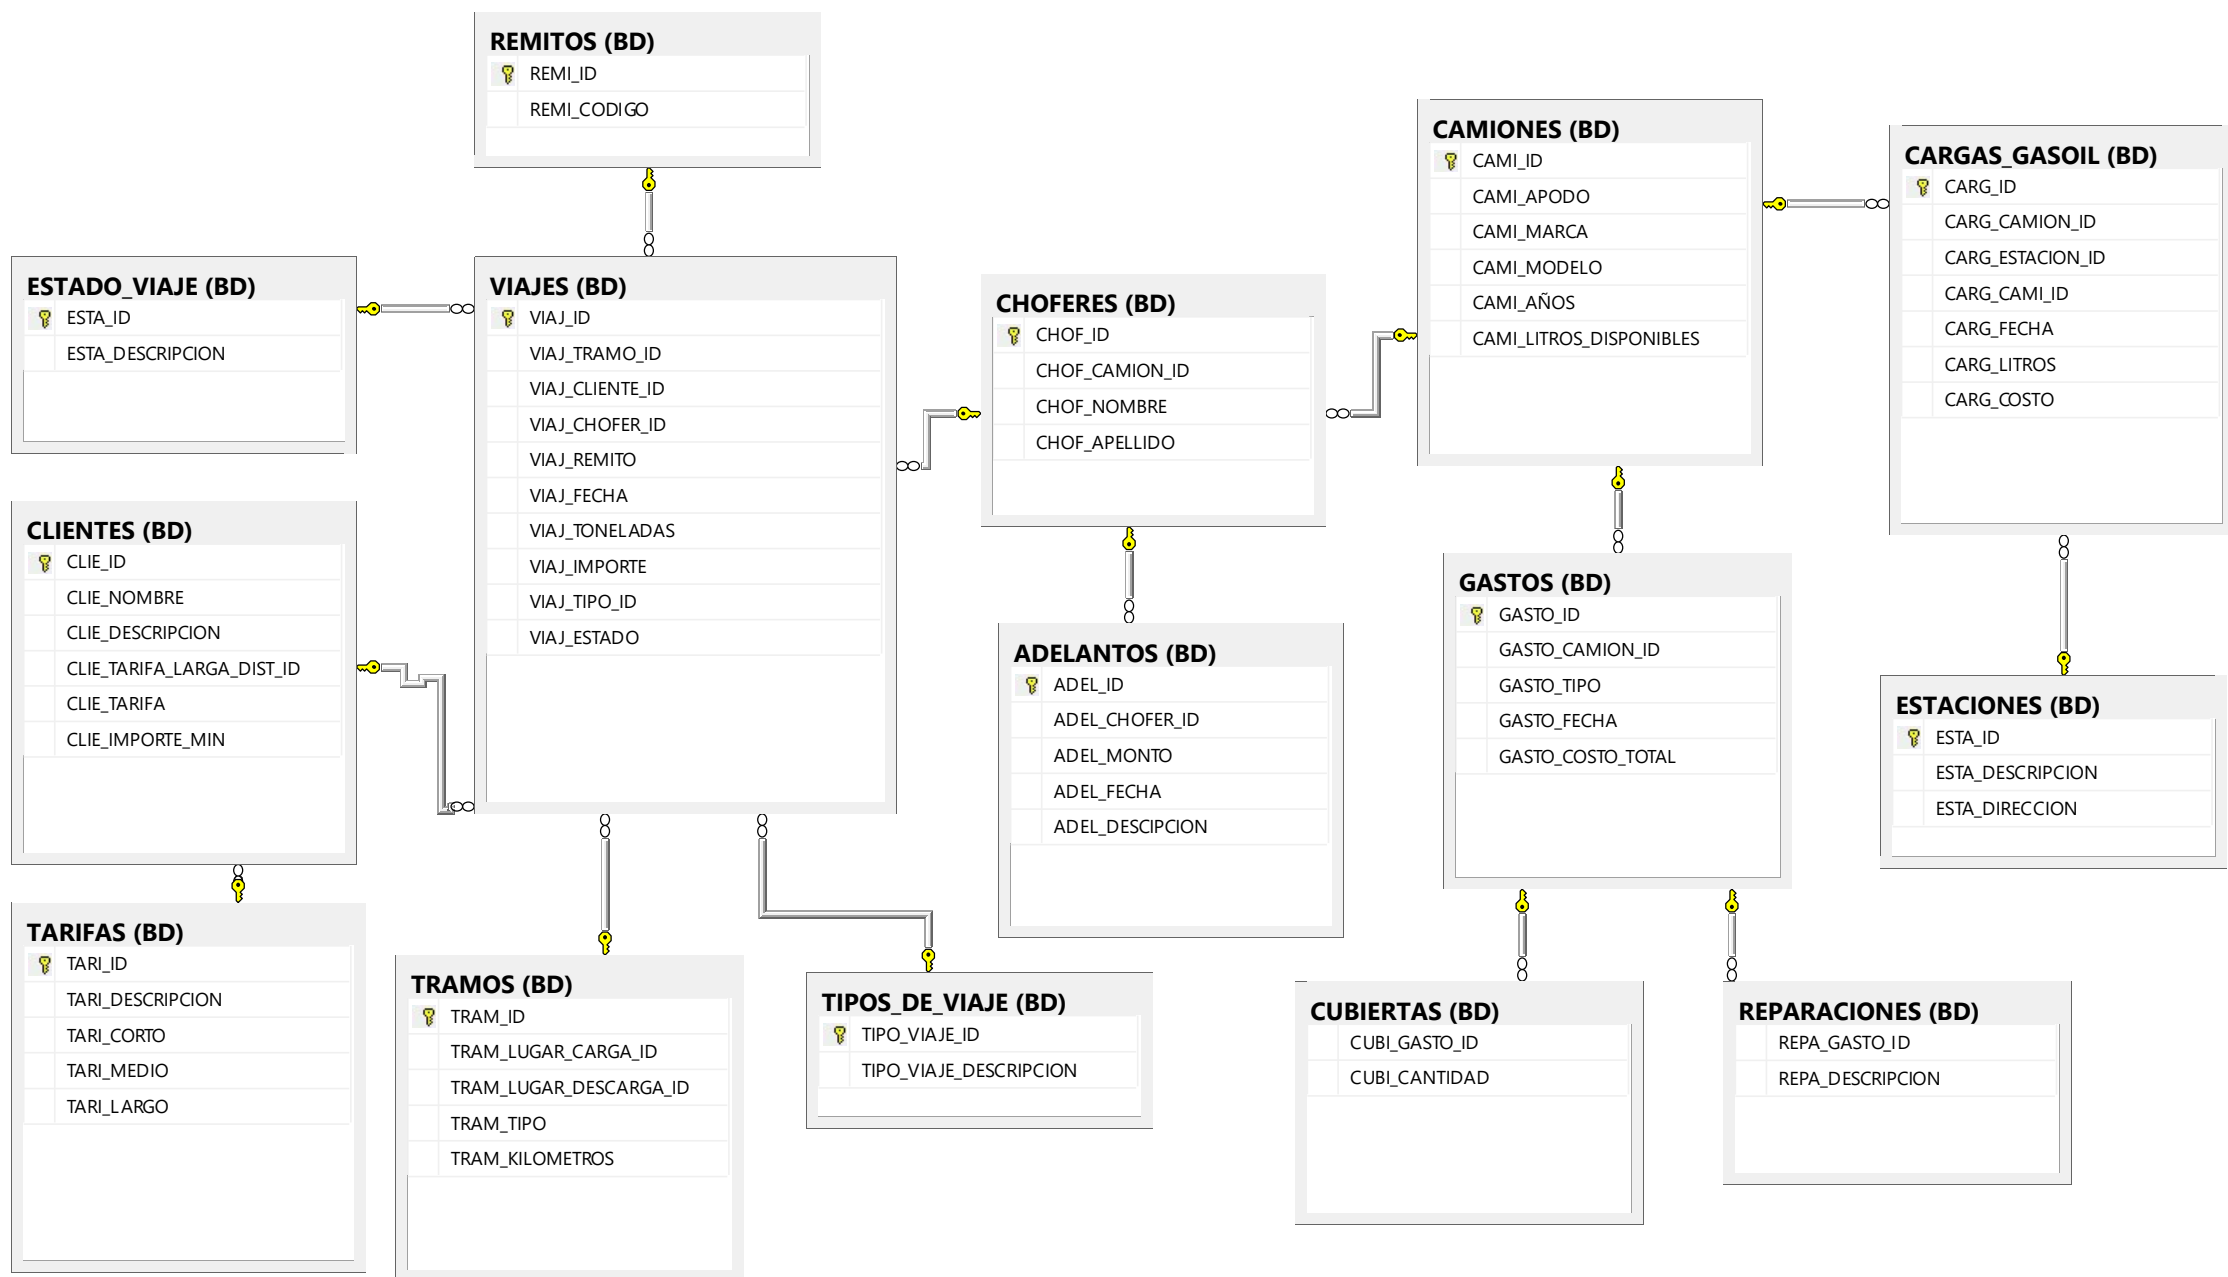 REMITOS (BD)
REMI_ID
REMI_CODIGO
ESTADO_VIAJE (BD)
ESTA_ID
ESTA_DESCRIPCION
VIAJES (BD)
VIAJ_ID
VIAJ_TRAMO_ID
VIAJ_CLIENTE_ID
VIAJ_CHOFER_ID
VIAJ_REMITO
VIAJ_FECHA
VIAJ_TONELADAS
VIAJ_IMPORTE
VIAJ_TIPO_ID
VIAJ_ESTADO
CHOFERES (BD)
CHOF_ID
CHOF_CAMION_ID
CHOF_NOMBRE
CHOF_APELLIDO
CAMIONES (BD)
CAMI_ID
CAMI_APODO
CAMI_MARCA
CAMI_MODELO
CAMI_AÑOS
CAMI_LITROS_DISPONIBLES
CARGAS_GASOIL (BD)
CARG_ID
CARG_CAMION_ID
CARG_ESTACION_ID
CARG_CAMI_ID
CARG_FECHA
CARG_LITROS
CARG_COSTO
CLIENTES (BD)
CLIE_ID
CLIE_NOMBRE
CLIE_DESCRIPCION
CLIE_TARIFA_LARGA_DIST_ID
CLIE_TARIFA
CLIE_IMPORTE_MIN
ADELANTOS (BD)
ADEL_ID
ADEL_CHOFER_ID
ADEL_MONTO
ADEL_FECHA
ADEL_DESCIPCION
GASTOS (BD)
GASTO_ID
GASTO_CAMION_ID
GASTO_TIPO
GASTO_FECHA
GASTO_COSTO_TOTAL
ESTACIONES (BD)
ESTA_ID
ESTA_DESCRIPCION
ESTA_DIRECCION
TARIFAS (BD)
TARI_ID
TARI_DESCRIPCION
TARI_CORTO
TARI_MEDIO
TARI_LARGO
TRAMOS (BD)
TRAM_ID
TRAM_LUGAR_CARGA_ID
TRAM_LUGAR_DESCARGA_ID
TRAM_TIPO
TRAM_KILOMETROS
TIPOS_DE_VIAJE (BD)
TIPO_VIAJE_ID
TIPO_VIAJE_DESCRIPCION
CUBIERTAS (BD)
CUBI_GASTO_ID
CUBI_CANTIDAD
REPARACIONES (BD)
REPA_GASTO_ID
REPA_DESCRIPCION